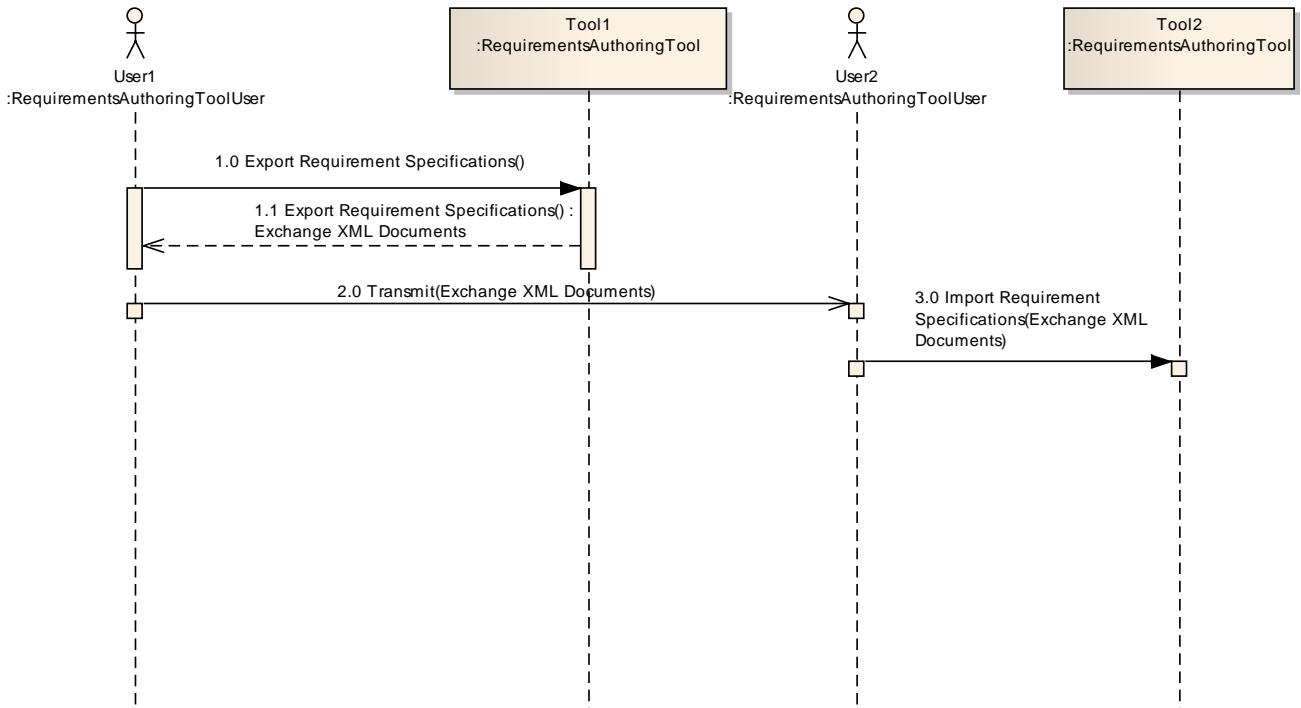 User1
:RequirementsAuthoringToolUser
Tool1
:RequirementsAuthoringTool
User2
:RequirementsAuthoringToolUser
Tool2
:RequirementsAuthoringTool
1.0 Export Requirement Specifications()
1.1 Export Requirement Specifications() :
Exchange XML Documents
2.0 Transmit(Exchange XML Documents)
3.0 Import Requirement
Specifications(Exchange XML
Documents)